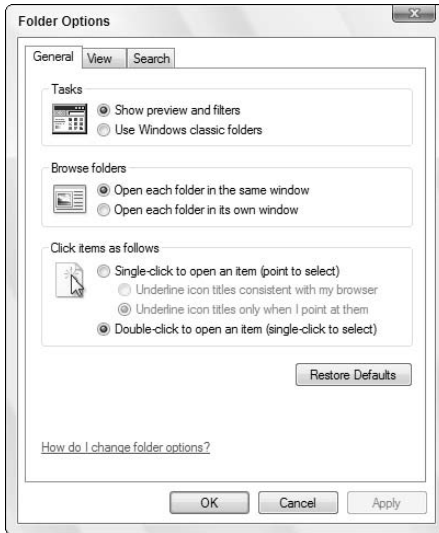 Folder Options
General View Search
Tasks
Show preview and filters
Use Windows classic folders
Browse folders
Open each folder in the same window
Open each folder in its own window
Click items as follows
Single-click to open an item (point to select)
Underline icon titles consistent with my browser
Underline icon titles only when I point at them
Double-click to open an item (single-click to select)
Restore Defaults
How do I change folder options?
OK Cancel Apply